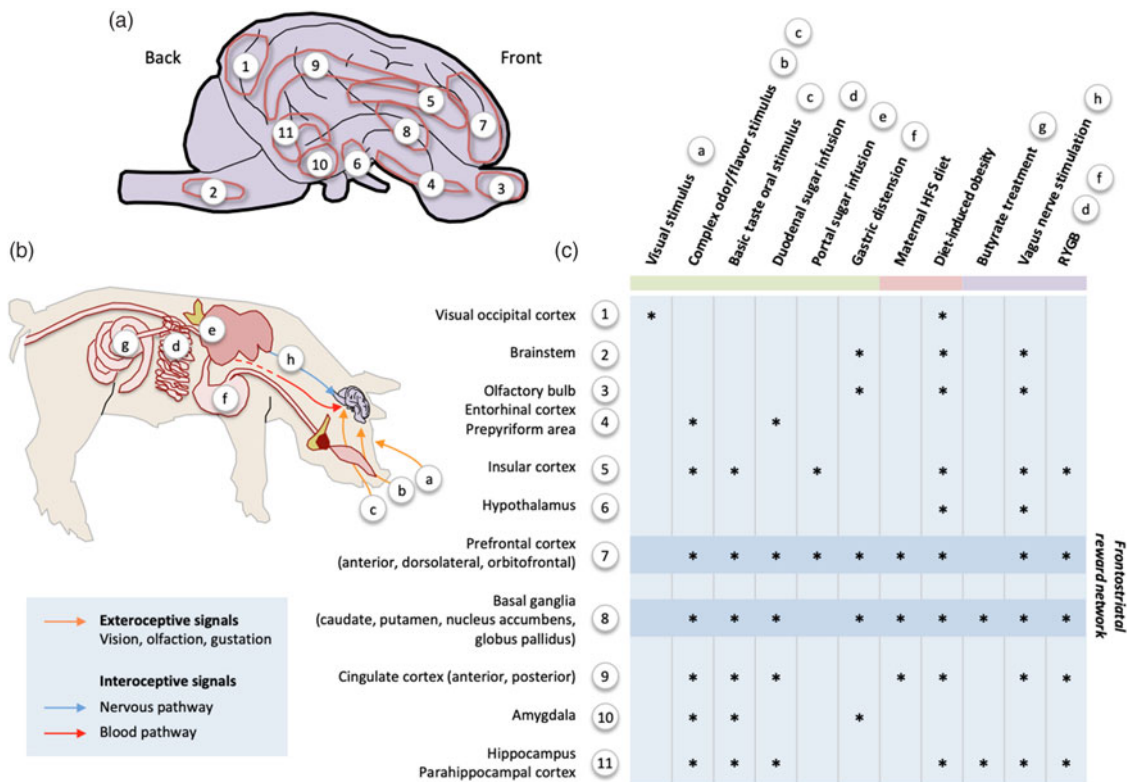 (a)
Back
Front
1
9
5
7
11
8
10
6
4
3
2
(b)
g
d
e
h
f
a
b
c
Exteroceptive signals
Vision, olfaction, gustation
Interoceptive signals
Nervous pathway
Blood pathway
(c)
Visual stimulus a
Complex odor/flavor stimulus b c
Basic taste oral stimulus c
Duodenal sugar infusion d
Portal sugar infusion e
Gastric distension f
Maternal HFS diet
Diet-induced obesity
Butyrate treatment g
Vagus nerve stimulation h
RYGB d f
Visual occipital cortex 1 * *
Brainstem 2 * * *
Olfactory bulb 3 * * *
Entorhinal cortex
Prepyriform area 4 * *
Insular cortex 5 * * * * * *
Hypothalamus 6 * *
Prefrontal cortex
(anterior, dorsolateral, orbitofrontal) 7 * * * * * * * * *
Basal ganglia
(caudate, putamen, nucleus accumbens, 8 * * * * * * * * *
globus pallidus)
Cingulate cortex (anterior, posterior) 9 * * * * * * *
Amygdala 10 * * *
Hippocampus
Parahippocampal cortex 11 * * * * * * *
Frontostriatal
reward network